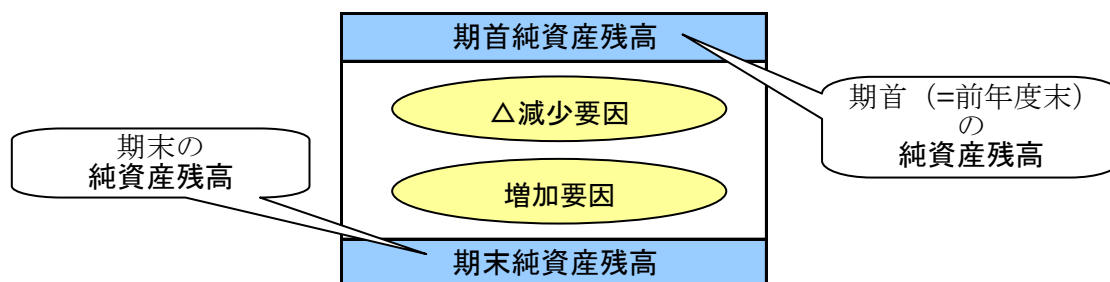 期首純資産残高
期首（=前年度末）
の
純資産残高
△減少要因
期末の
純資産残高
増加要因
期末純資産残高